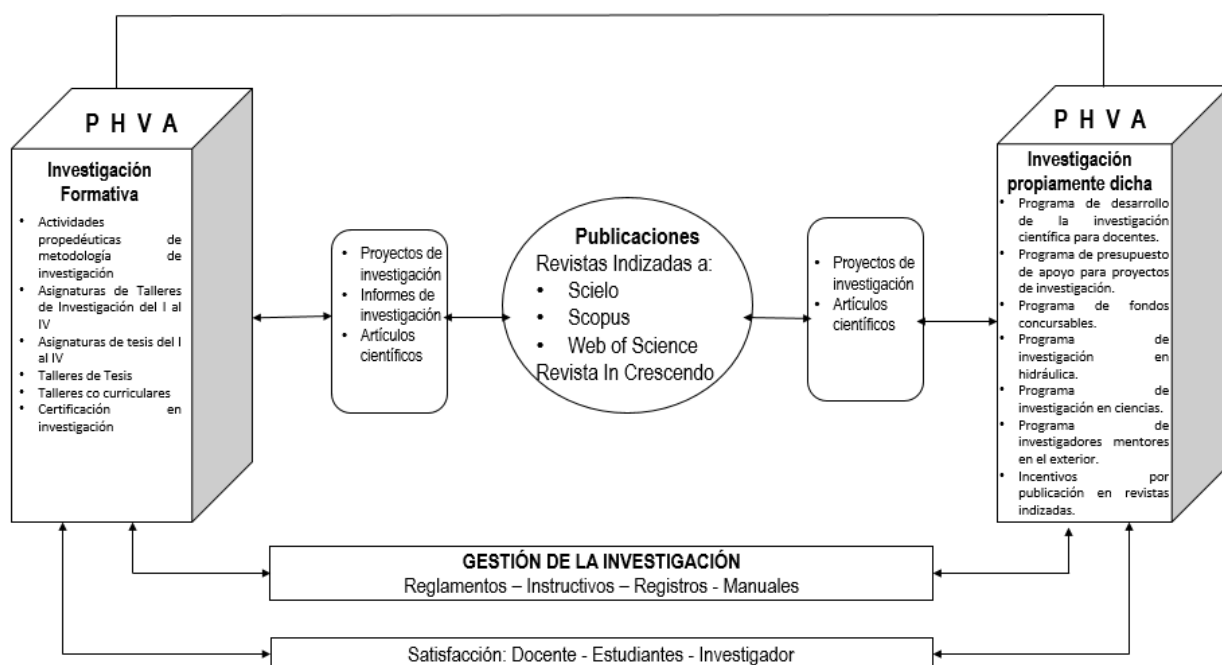 P H V A
Investigación
Formativa
• Actividades
propedéuticas de
metodología de
investigación
• Asignaturas de Talleres
de Investigación del I al
IV
• Asignaturas de tesis del I
al IV
• Talleres de Tesis
• Talleres co curriculares
• Certificación en
investigación
• Proyectos de
investigación
• Informes de
investigación
• Artículos
científicos
Publicaciones
Revistas Indizadas a:
• Scielo
• Scopus
• Web of Science
Revista In Crescendo
• Proyectos de
investigación
• Artículos
científicos
P H V A
Investigación
propiamente dicha
• Programa de desarrollo
de la investigación
científica para docentes.
• Programa de presupuesto
de apoyo para proyectos
de investigación.
• Programa de fondos
concursables.
• Programa de
investigación en
hidráulica.
• Programa de
investigación en ciencias.
• Programa de
investigadores mentores
en el exterior.
• Incentivos por
publicación en revistas
indizadas.
GESTIÓN DE LA INVESTIGACIÓN
Reglamentos – Instructivos – Registros - Manuales
Satisfacción: Docente - Estudiantes - Investigador